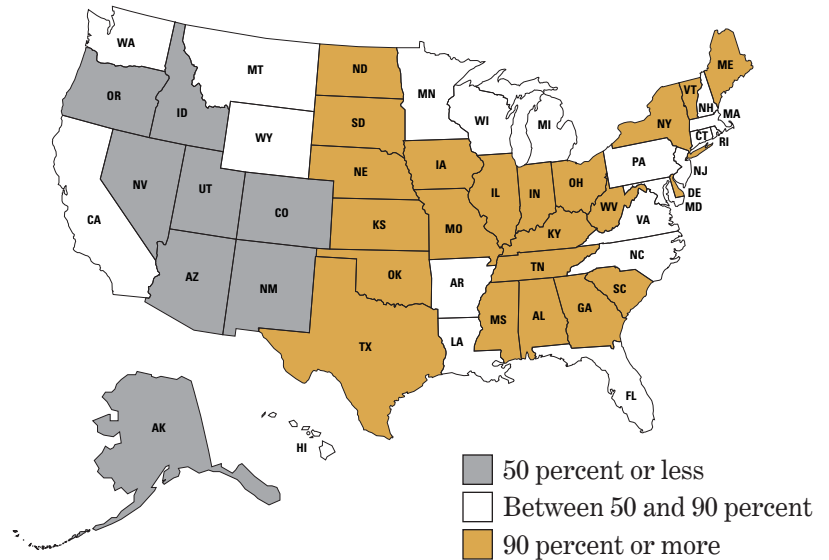 WA
MT
ND
MN
ME
VT
NH
MA
OR
ID
SD
WI
MI
NY
CT
RI
WY
NE
IA
PA
NJ
NV
UT
CO
IL
IN
OH
WV
DE
MD
CA
KS
MO
KY
VA
AZ
NM
OK
AR
TN
NC
TX
LA
MS
AL
GA
SC
FL
AK
HI
50 percent or less
Between 50 and 90 percent
90 percent or more